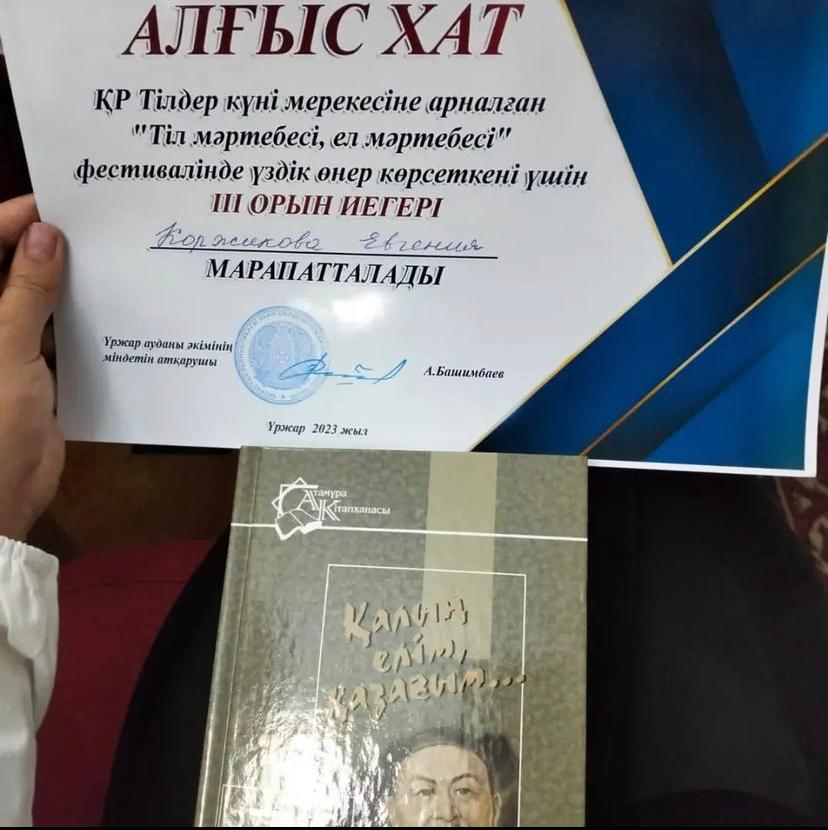 АЛҒЫС ХАТ
ҚР Тілдер күні мерекесіне арналған
"Тіл мәртебесі, ел мәртебесі"
фестивалінде үздік өнер көрсеткені үшін
ІІІ ОРЫН ИЕГЕРІ
Коржикова Евгения
МАРАПАТТАЛАДЫ
Үржар ауданы әкімінің
міндетін атқарушы
А.Башимбаев
Үржар 2023 жыл
Атамұра
Кітапханасы
Қалың
елім,
қазағым...